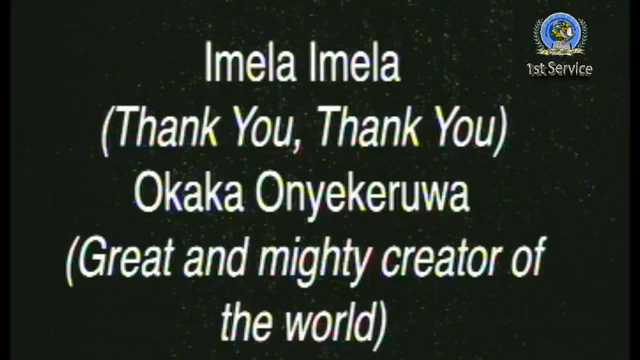 1st Service
Imela Imela
(Thank You, Thank You)
Okaka Onyekeruwa
(Great and mighty creator of
the world)